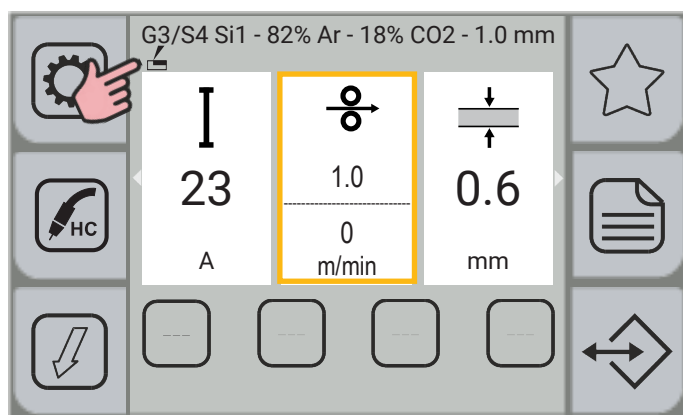 G3/S4 Si1 - 82% Ar - 18% CO2 - 1.0 mm
23
A
1.0
0
m/min
0.6
mm
HC
--- --- --- ---